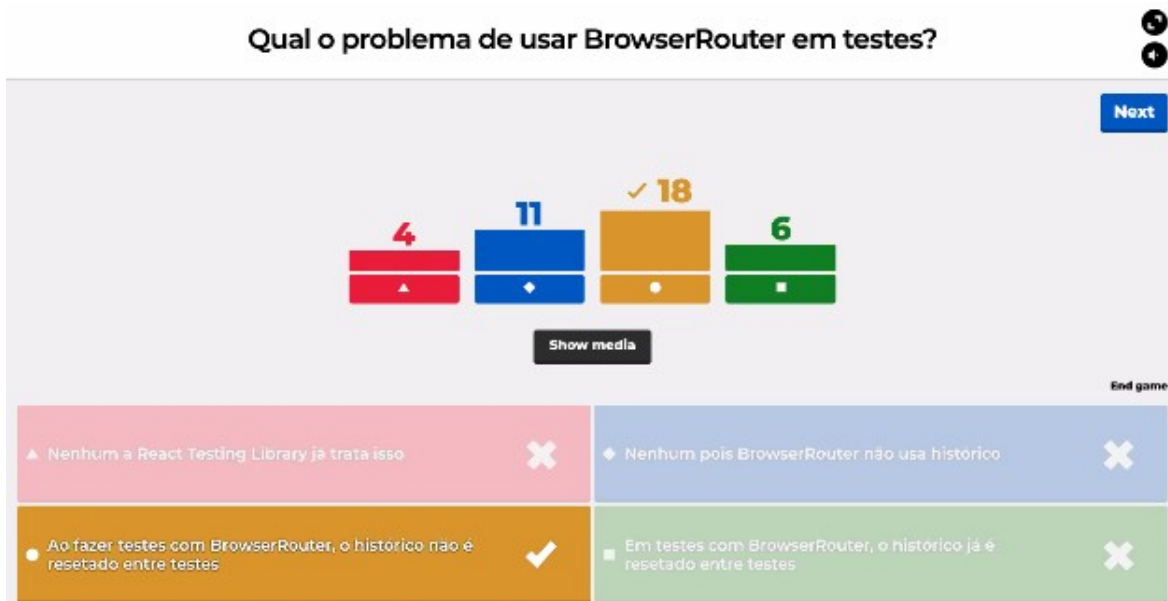 Qual o problema de usar BrowserRouter em testes?
Next
4
11
18
6
Show media
End game
Nenhum a React Testing Library já trata isso
Nenhum pois BrowserRouter não usa histórico
Ao fazer testes com BrowserRouter, o histórico não é
resetado entre testes
Em testes com BrowserRouter, o histórico já é
resetado entre testes